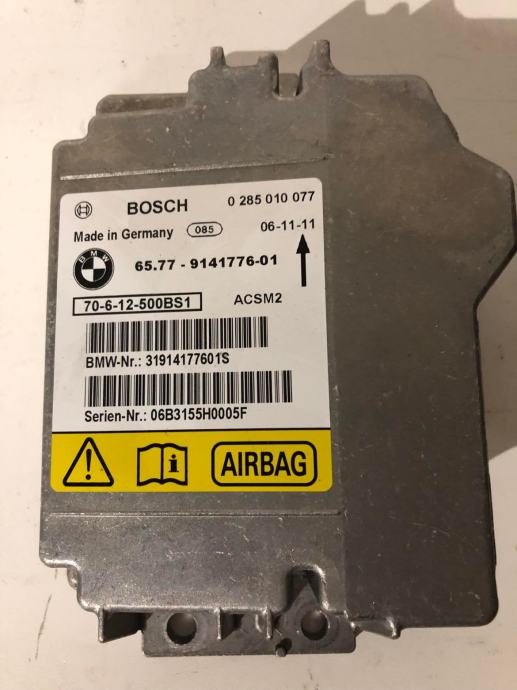 BOSCH 0 285 010 077
Made in Germany 085 06-11-11
BMW 65.77 - 9141776-01
70-6-12-500BS1 ACSM2
BMW-Nr.: 31914177601S
Serien-Nr.: 06B3155H0005F
AIRBAG